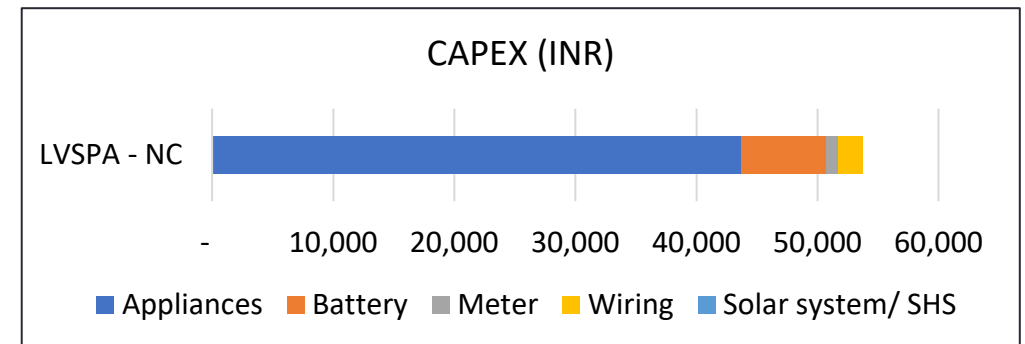 CAPEX (INR)
LVSPA - NC
- 10,000 20,000 30,000 40,000 50,000 60,000
Appliances Battery Meter Wiring Solar system/ SHS